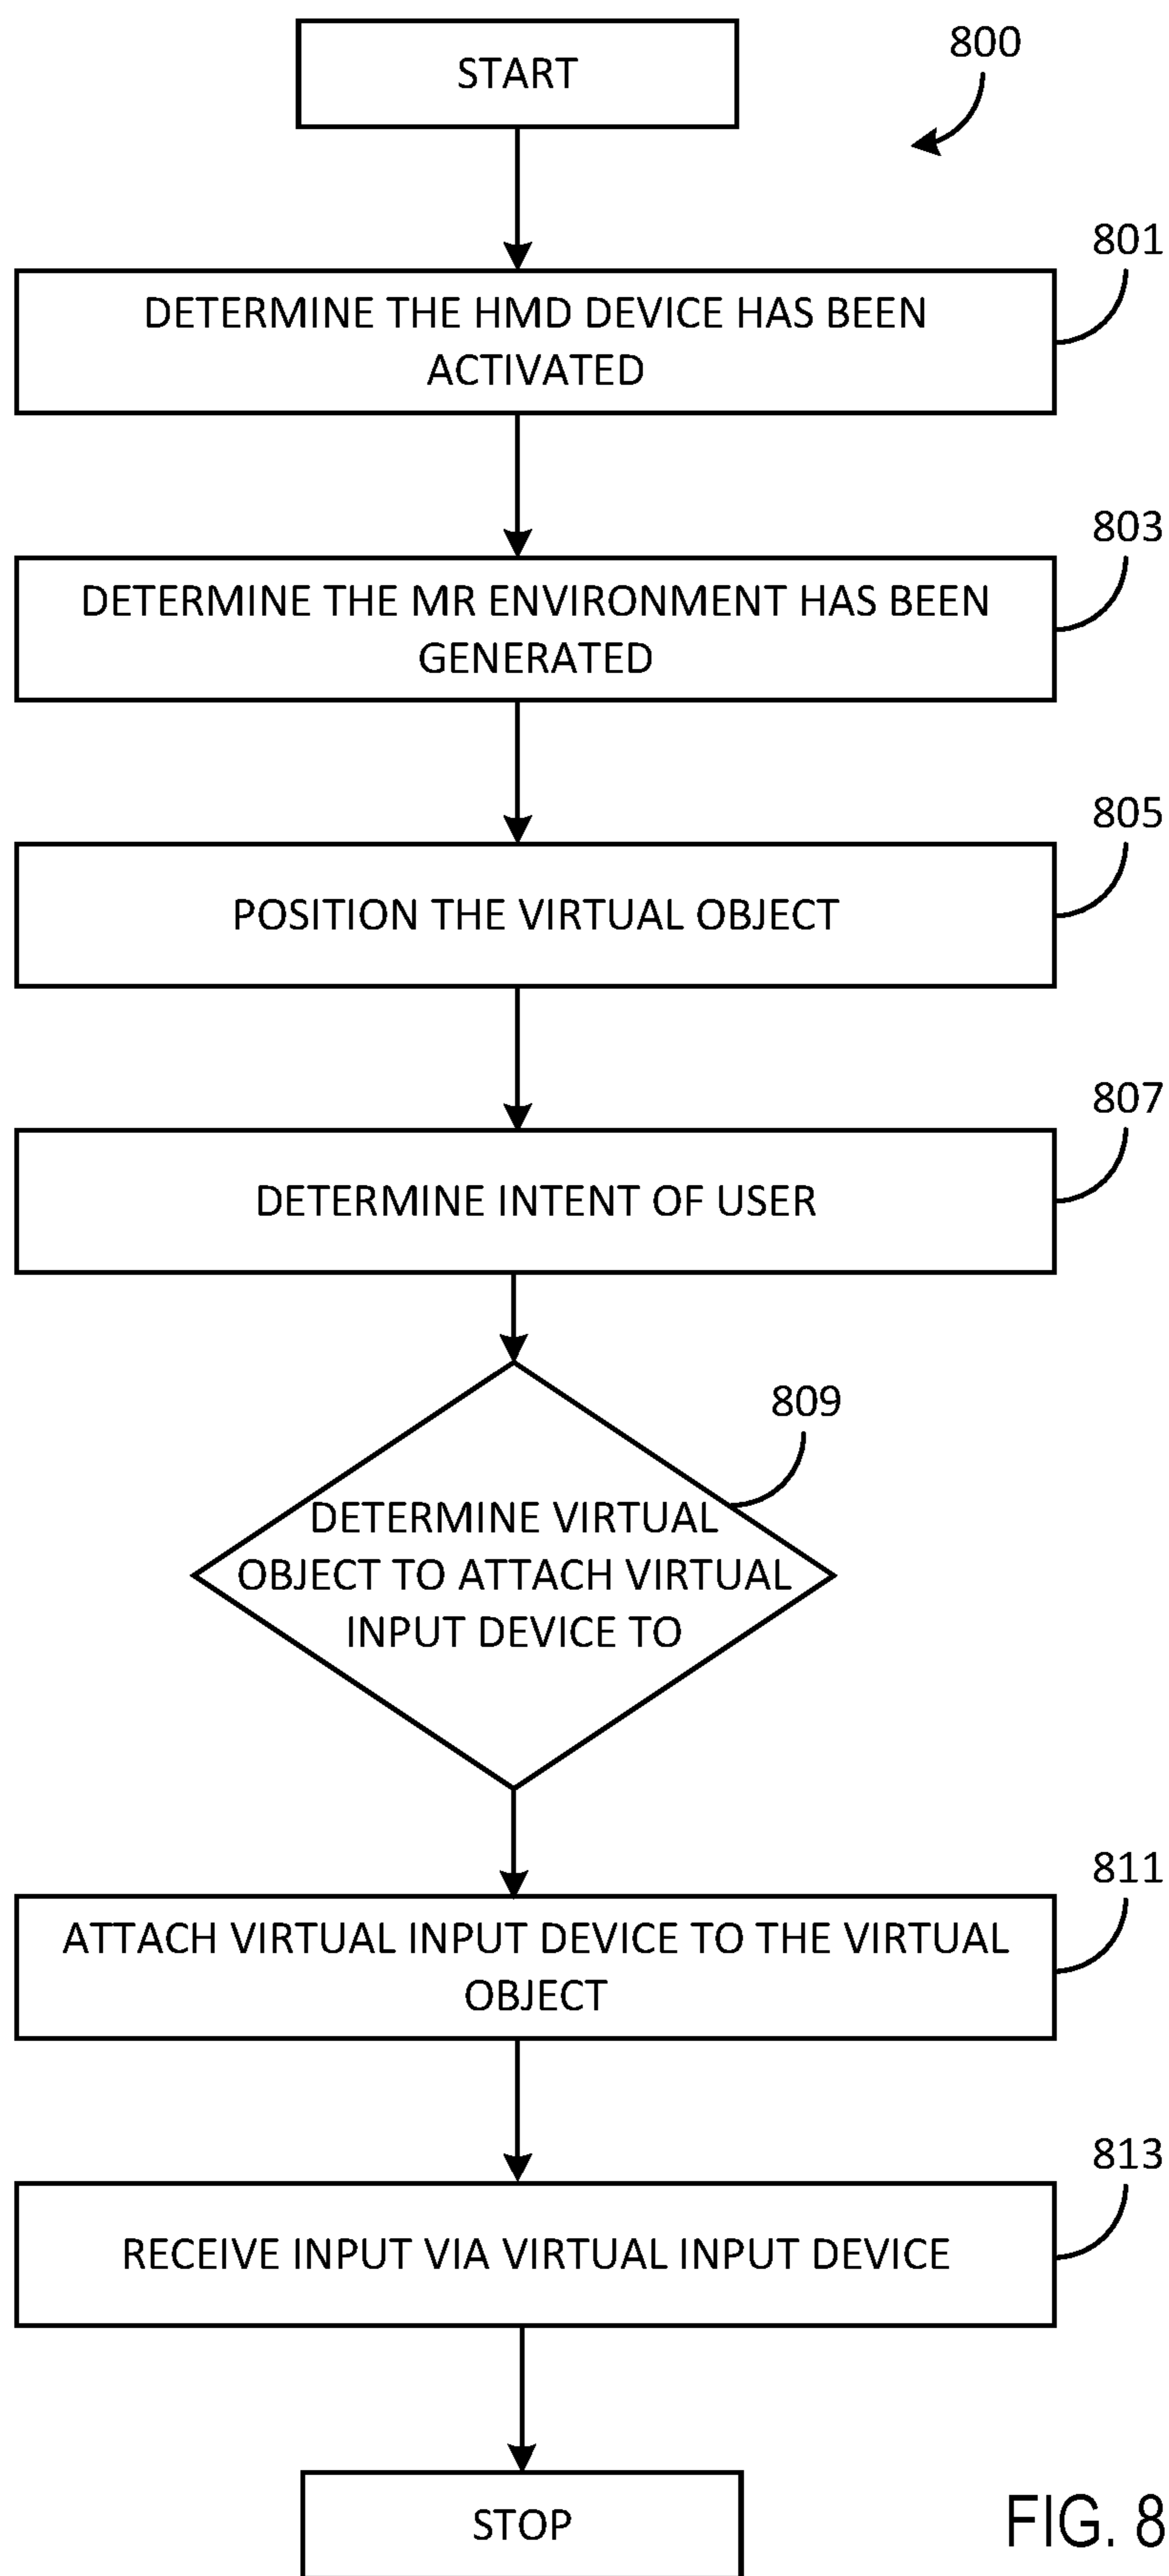 START
800
801
DETERMINE THE HMD DEVICE HAS BEEN
ACTIVATED
803
DETERMINE THE MR ENVIRONMENT HAS BEEN
GENERATED
805
POSITION THE VIRTUAL OBJECT
807
DETERMINE INTENT OF USER
809
DETERMINE VIRTUAL
OBJECT TO ATTACH VIRTUAL
INPUT DEVICE TO
811
ATTACH VIRTUAL INPUT DEVICE TO THE VIRTUAL
OBJECT
813
RECEIVE INPUT VIA VIRTUAL INPUT DEVICE
STOP
FIG. 8